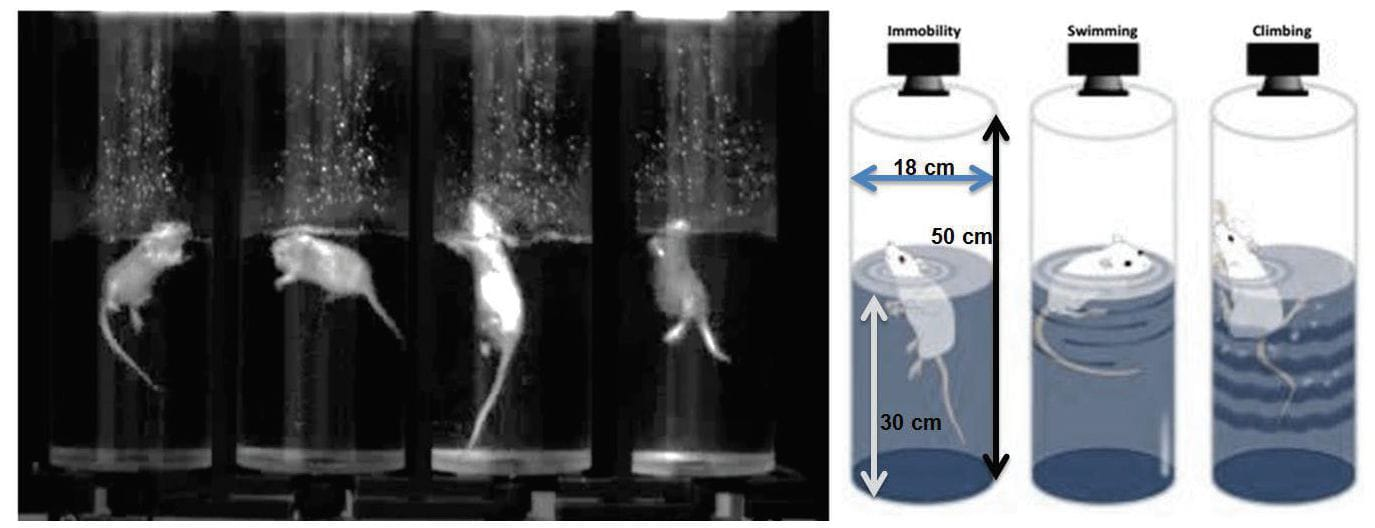 Immobility
Swimming
Climbing
18 cm
50 cm
30 cm